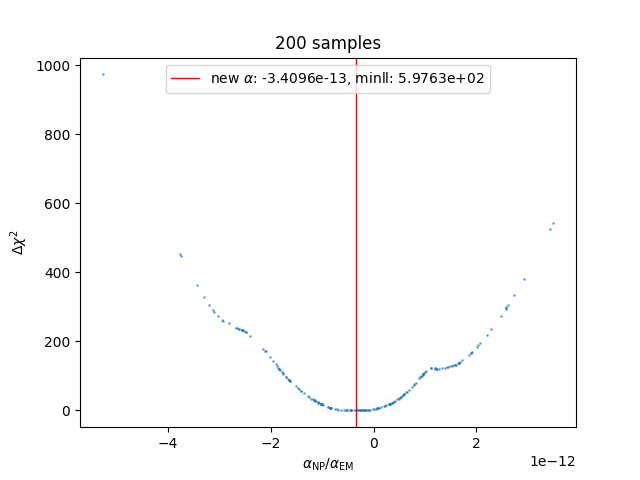 200 samples
new α: -3.4096e-13, minll: 5.9763e+02
Δχ²
1000
800
600
400
200
0
−4 −2 0 2
1e−12
α_NP/α_EM